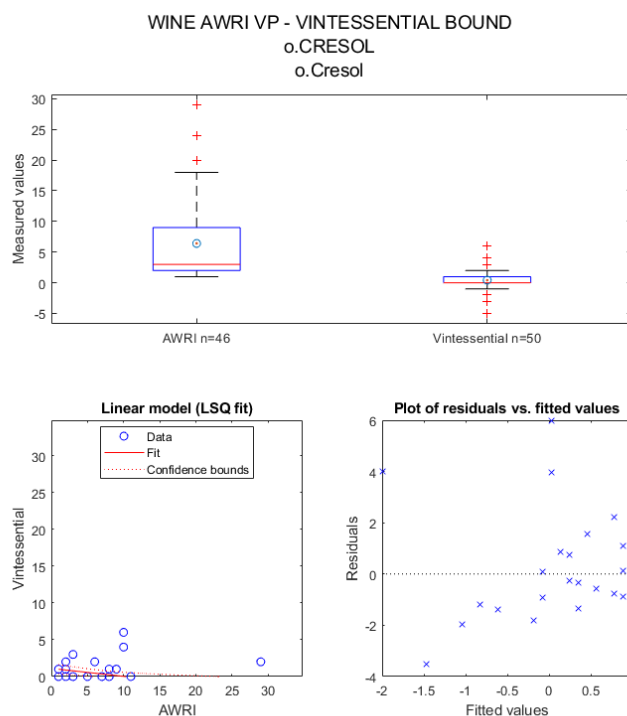 WINE AWRI VP - VINTESSENTIAL BOUND
o.CRESOL
o.Cresol
30
25
20
15
10
5
0
-5
Measured values
AWRI n=46
Vintessential n=50
Linear model (LSQ fit)
Data
Fit
Confidence bounds
30
25
20
15
10
5
0
Vintessential
0 5 10 15 20 25 30
AWRI
Plot of residuals vs. fitted values
6
4
2
0
-2
-4
Residuals
-2 -1.5 -1 -0.5 0 0.5
Fitted values